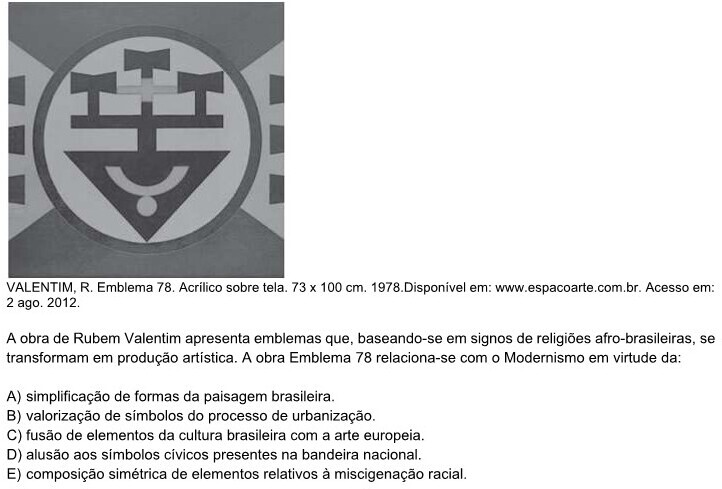 VALENTIM, R. Emblema 78. Acrílico sobre tela. 73 x 100 cm. 1978.Disponível em: www.espacoarte.com.br. Acesso em:
2 ago. 2012.
A obra de Rubem Valentim apresenta emblemas que, baseando-se em signos de religiões afro-brasileiras, se
transformam em produção artística. A obra Emblema 78 relaciona-se com o Modernismo em virtude da:
A) simplificação de formas da paisagem brasileira.
B) valorização de símbolos do processo de urbanização.
C) fusão de elementos da cultura brasileira com a arte europeia.
D) alusão aos símbolos cívicos presentes na bandeira nacional.
E) composição simétrica de elementos relativos à miscigenação racial.